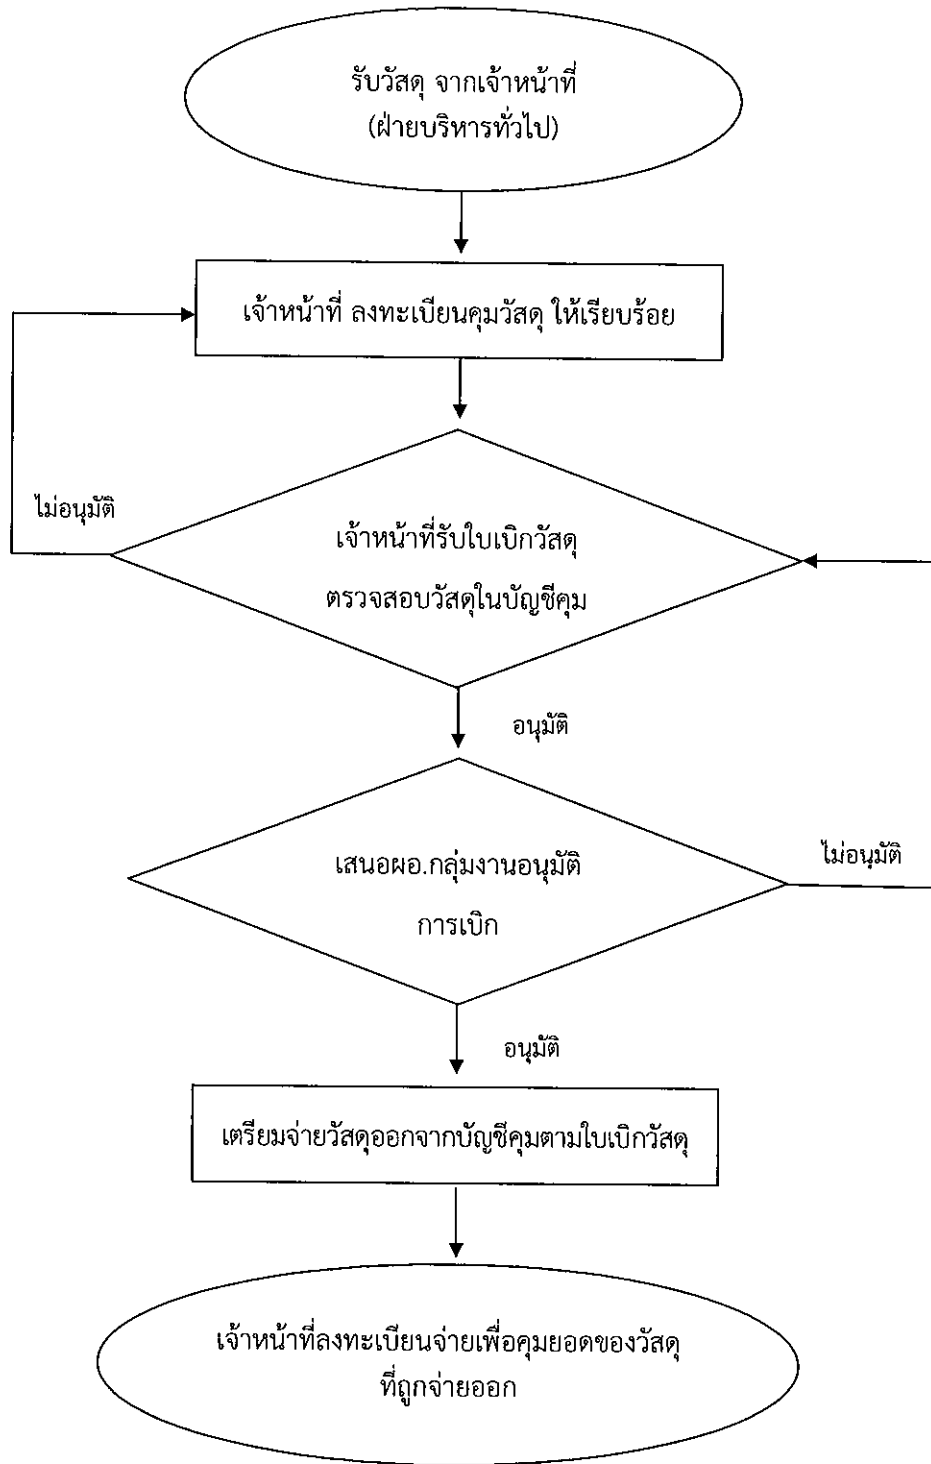 รับวัสดุ จากเจ้าหน้าที่
(ฝ่ายบริหารทั่วไป)
เจ้าหน้าที่ ลงทะเบียนคุมวัสดุ ให้เรียบร้อย
ไม่อนุมัติ
เจ้าหน้าที่รับใบเบิกวัสดุ
ตรวจสอบวัสดุในบัญชีคุม
อนุมัติ
เสนอผอ.กลุ่มงานอนุมัติ
การเบิก
ไม่อนุมัติ
อนุมัติ
เตรียมจ่ายวัสดุออกจากบัญชีคุมตามใบเบิกวัสดุ
เจ้าหน้าที่ลงทะเบียนจ่ายเพื่อคุมยอดของวัสดุ
ที่ถูกจ่ายออก